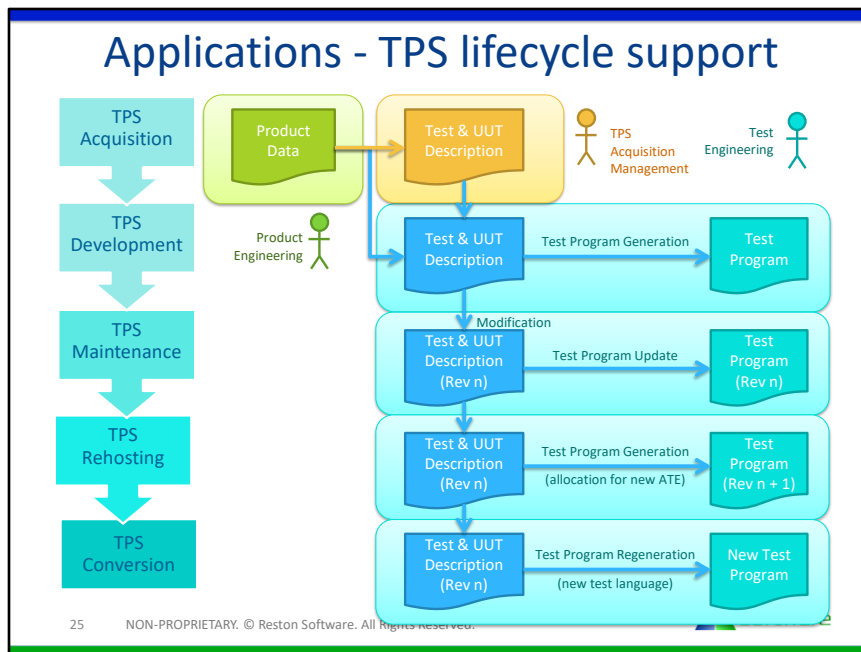 Applications - TPS lifecycle support
TPS
Acquisition
Product
Data
Test & UUT
Description
TPS
Acquisition
Management
Test
Engineering
TPS
Development
Product
Engineering
Test & UUT
Description
Test Program Generation
Test
Program
Modification
TPS
Maintenance
Test & UUT
Description
(Rev n)
Test Program Update
Test
Program
(Rev n)
TPS
Rehosting
Test & UUT
Description
(Rev n)
Test Program Generation
(allocation for new ATE)
Test
Program
(Rev n + 1)
TPS
Conversion
Test & UUT
Description
(Rev n)
Test Program Regeneration
(new test language)
New Test
Program
25
NON-PROPRIETARY. © Reston Software. All Rights Reserved.